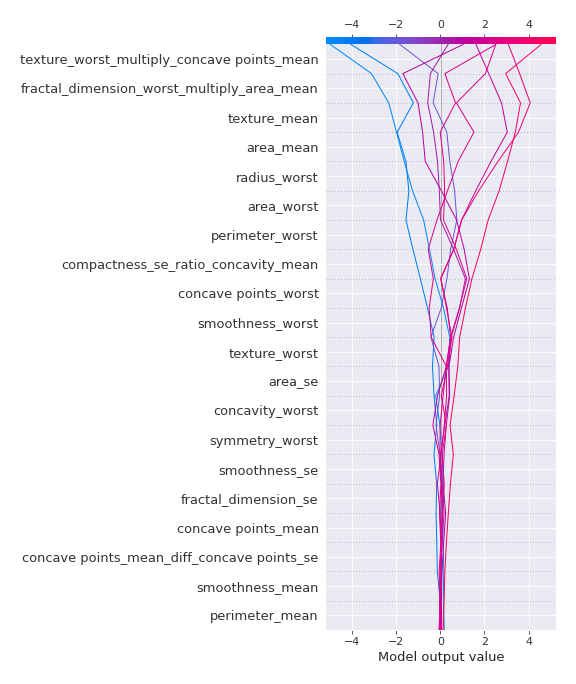 −4 −2 0 2 4
texture_worst_multiply_concave points_mean
fractal_dimension_worst_multiply_area_mean
texture_mean
area_mean
radius_worst
area_worst
perimeter_worst
compactness_se_ratio_concavity_mean
concave points_worst
smoothness_worst
texture_worst
area_se
concavity_worst
symmetry_worst
smoothness_se
fractal_dimension_se
concave points_mean
concave points_mean_diff_concave points_se
smoothness_mean
perimeter_mean
−4 −2 0 2 4
Model output value